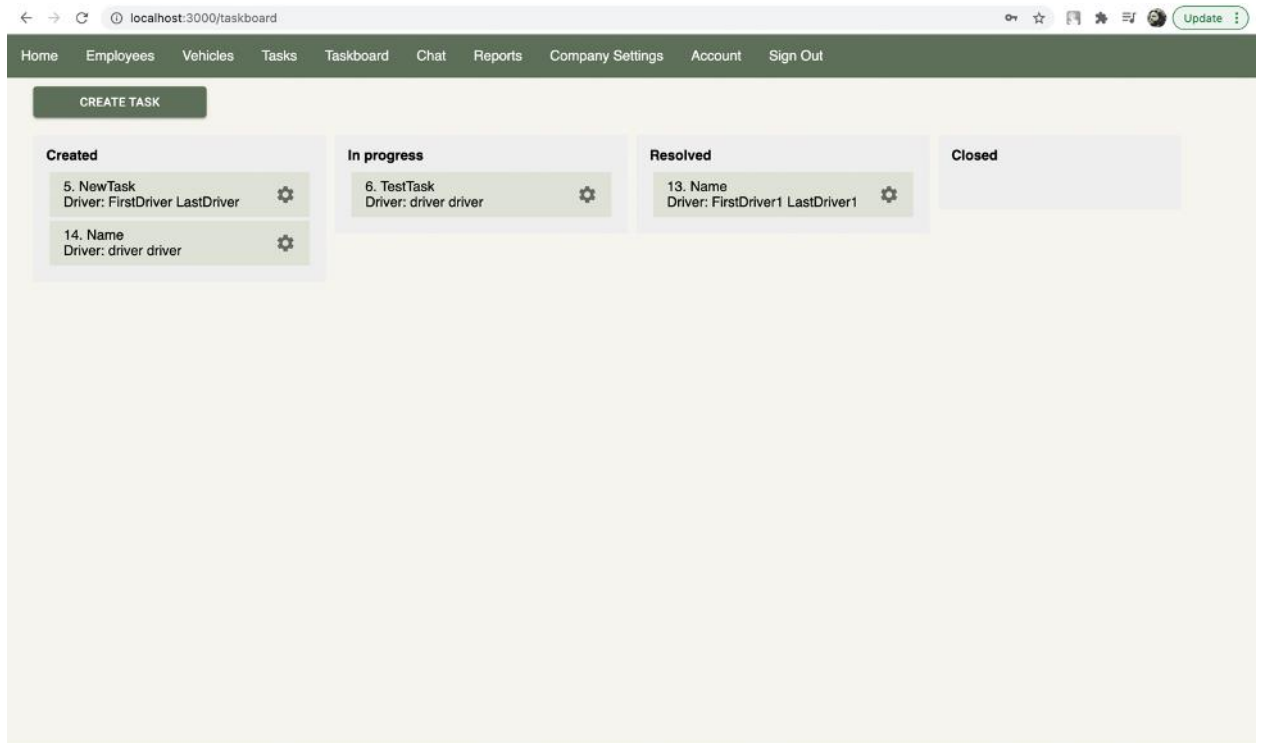 localhost:3000/taskboard
Update
Home Employees Vehicles Tasks Taskboard Chat Reports Company Settings Account Sign Out
CREATE TASK
Created
5. NewTask
Driver: FirstDriver LastDriver
14. Name
Driver: driver driver
In progress
6. TestTask
Driver: driver driver
Resolved
13. Name
Driver: FirstDriver1 LastDriver1
Closed